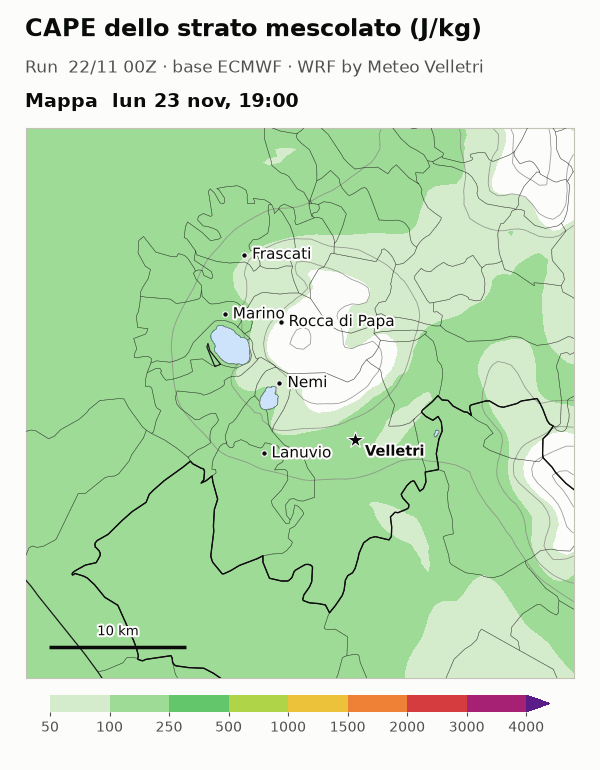 CAPE dello strato mescolato (J/kg)
Run  22/11 00Z · base ECMWF · WRF by Meteo Velletri
Mappa  lun 23 nov, 19:00
Frascati
Marino
Rocca di Papa
Nemi
Velletri
Lanuvio
10 km
50 100 250 500 1000 1500 2000 3000 4000